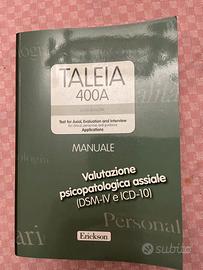 TALEIA
400A
Test for Axial, Evaluation and Interview
for clinical, personnel, and guidance
Applications
MANUALE
Valutazione
psicopatologica assiale
(DSM-IV e ICD-10)
Erickson
Personal
subito